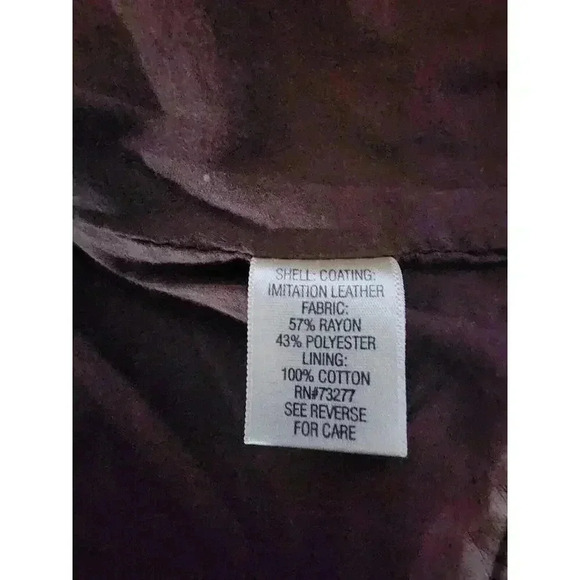 SHELL: COATING:
IMITATION LEATHER
FABRIC:
57% RAYON
43% POLYESTER
LINING:
100% COTTON
RN#73277
SEE REVERSE
FOR CARE